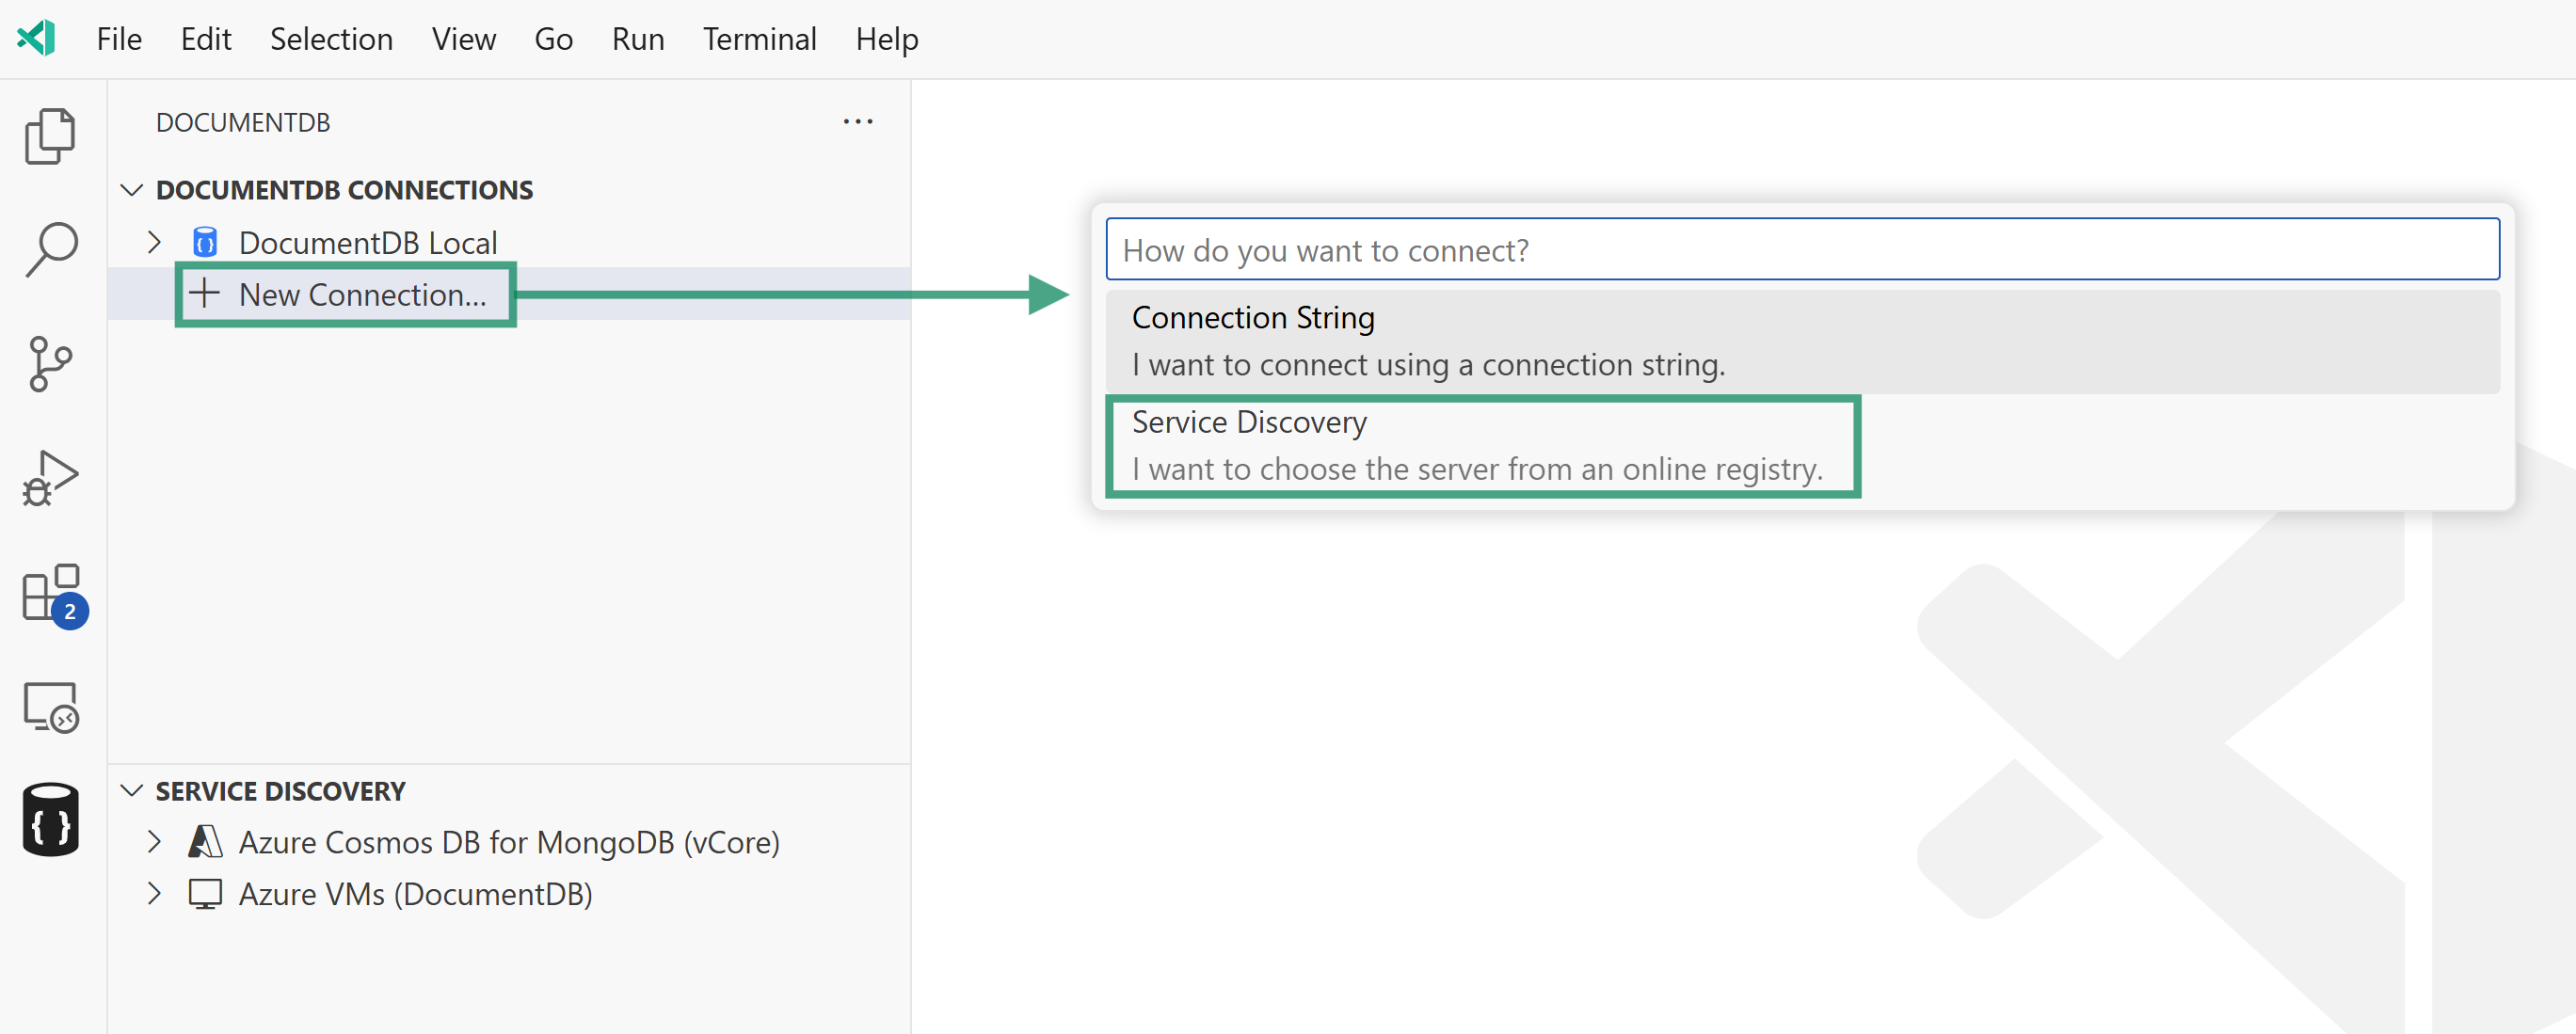 File Edit Selection View Go Run Terminal Help
DOCUMENTDB ...
DOCUMENTDB CONNECTIONS
{} DocumentDB Local
+ New Connection...
How do you want to connect?
Connection String
I want to connect using a connection string.
Service Discovery
I want to choose the server from an online registry.
2
{ }
SERVICE DISCOVERY
Azure Cosmos DB for MongoDB (vCore)
Azure VMs (DocumentDB)